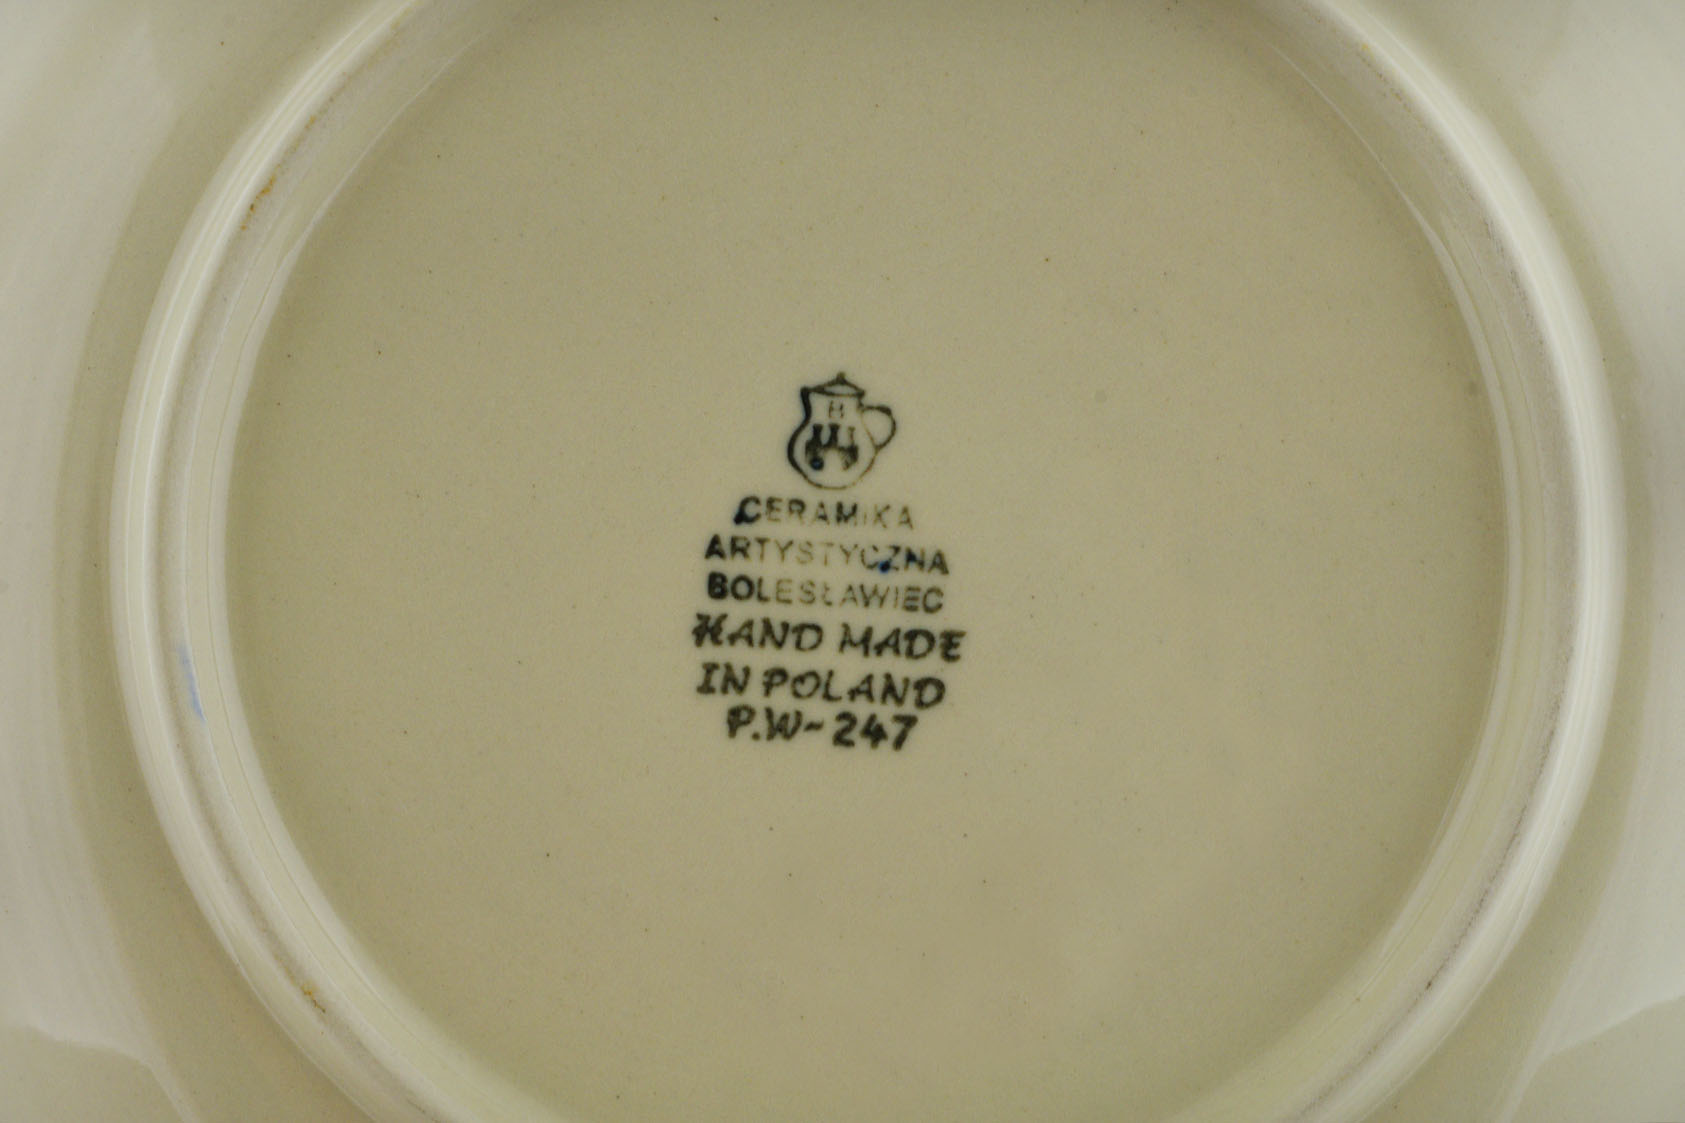 B
CERAMIKA
ARTYSTYCZNA
BOLESŁAWIEC
HAND MADE
IN POLAND
P.W-247